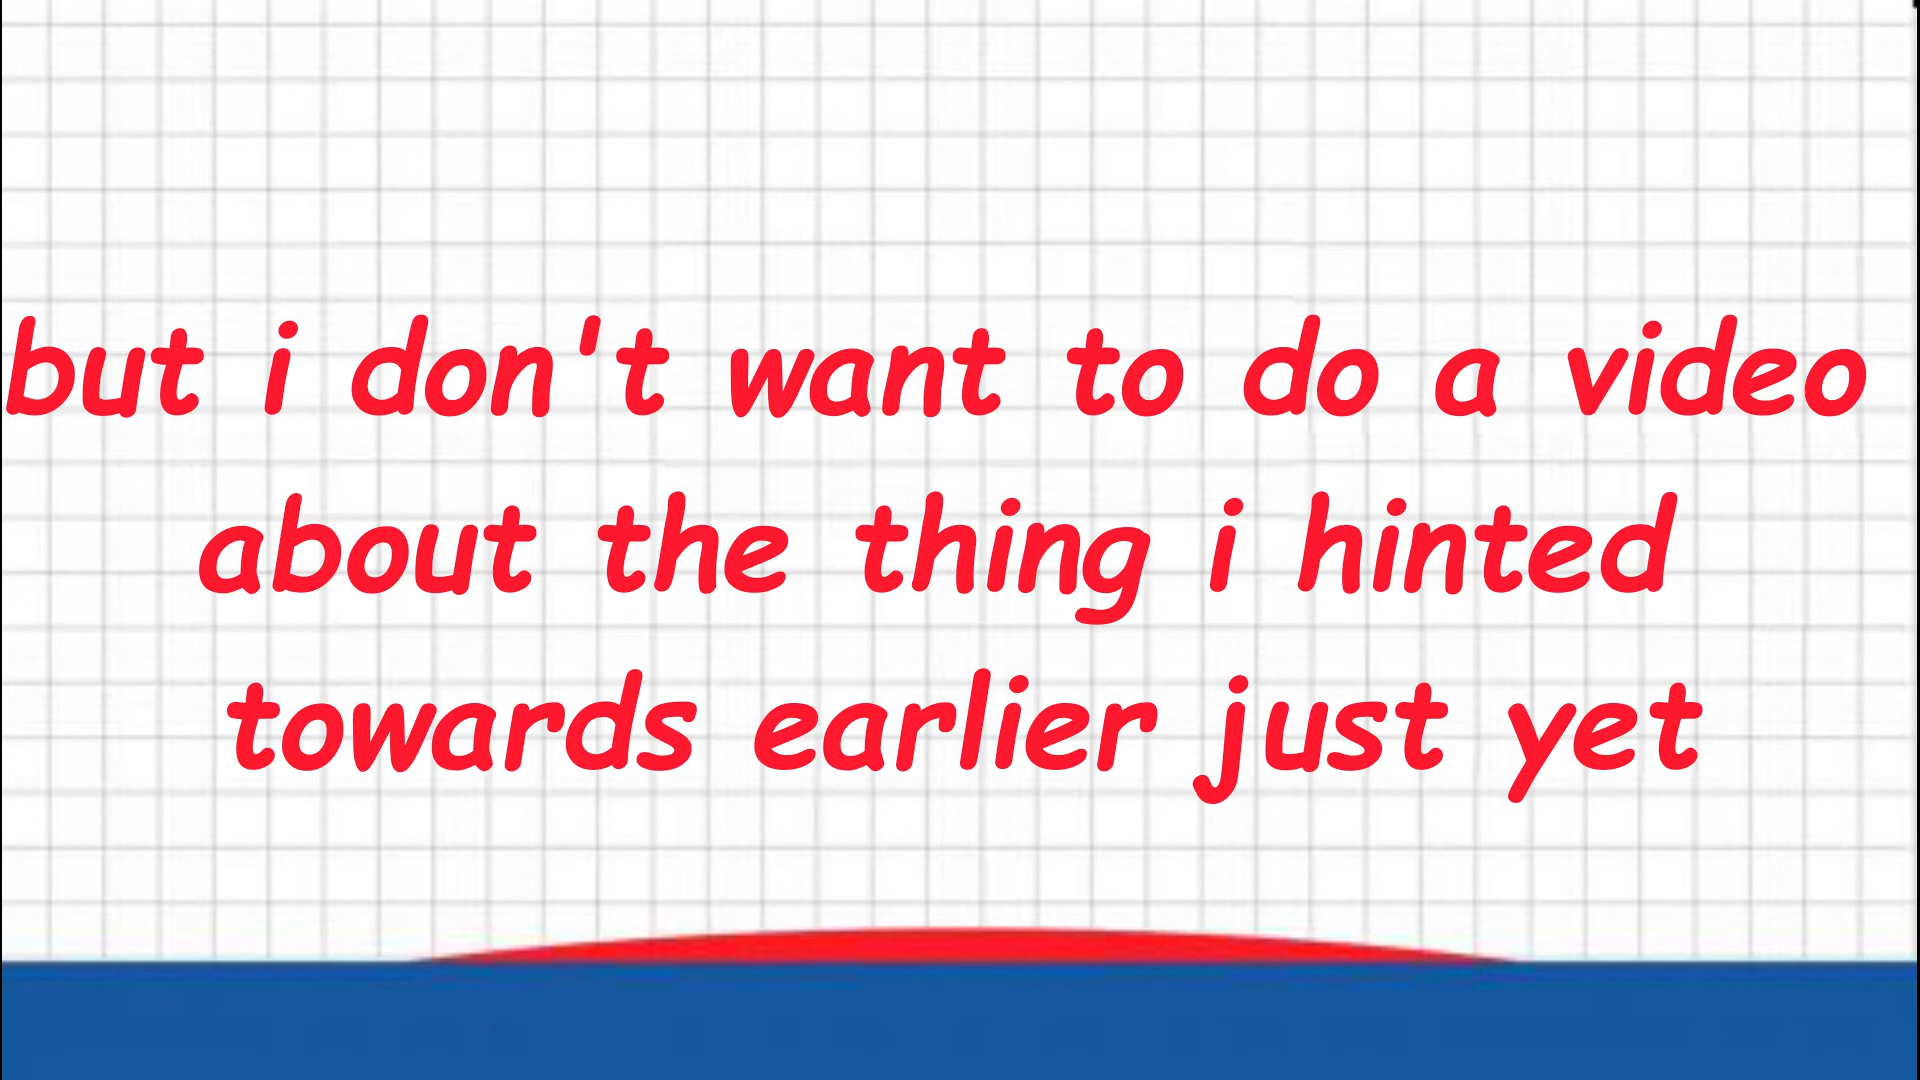 but i don't want to do a video
about the thing i hinted
towards earlier just yet